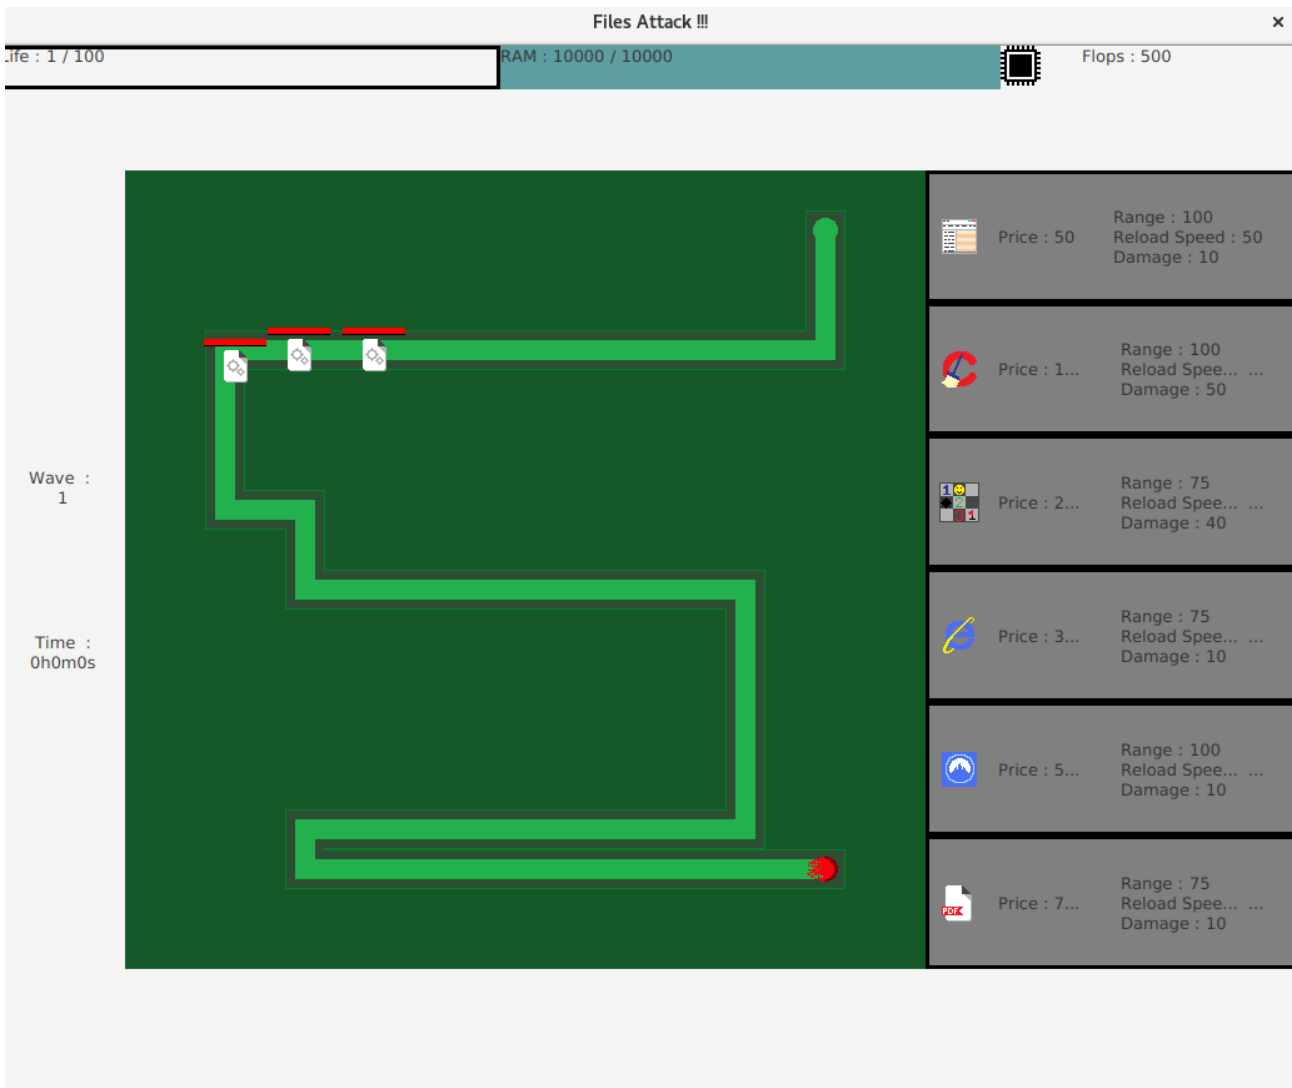 Files Attack !!!
Life : 1 / 100
RAM : 10000 / 10000
Flops : 500
Wave :
1
Time :
0h0m0s
Price : 50
Range : 100
Reload Speed : 50
Damage : 10
Price : 1...
Range : 100
Reload Spee... ...
Damage : 50
Price : 2...
Range : 75
Reload Spee... ...
Damage : 40
Price : 3...
Range : 75
Reload Spee... ...
Damage : 10
Price : 5...
Range : 100
Reload Spee... ...
Damage : 10
PDF
Price : 7...
Range : 75
Reload Spee... ...
Damage : 10